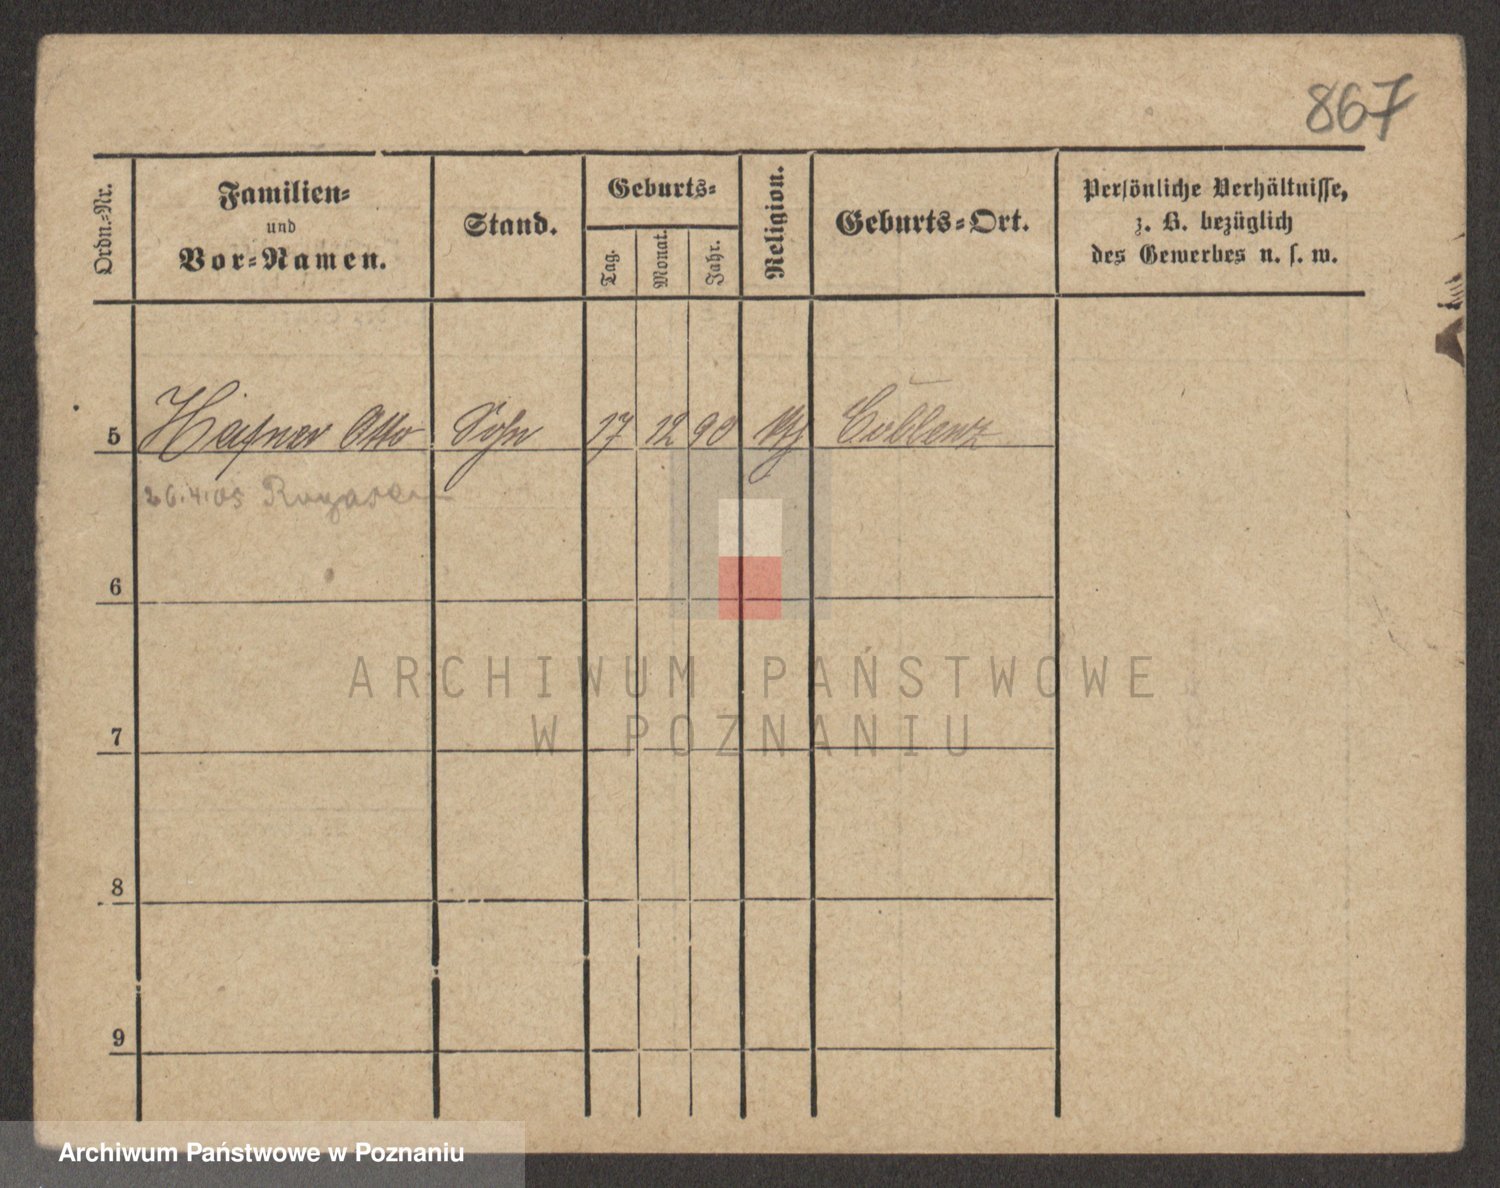 867
Ordn.-Nr.
Familien-
und
Vor-Namen.
Stand.
Geburts-
Tag.
Monat.
Jahr.
Religion.
Geburts-Ort.
Persönliche Verhältnisse,
z. B. bezüglich
des Gewerbes u. s. w.
5 Otto Sohn 17 12 90 Coblenz
26.4.05
6
7
8
9
ARCHIWUM PAŃSTWOWE
W POZNANIU
Archiwum Państwowe w Poznaniu